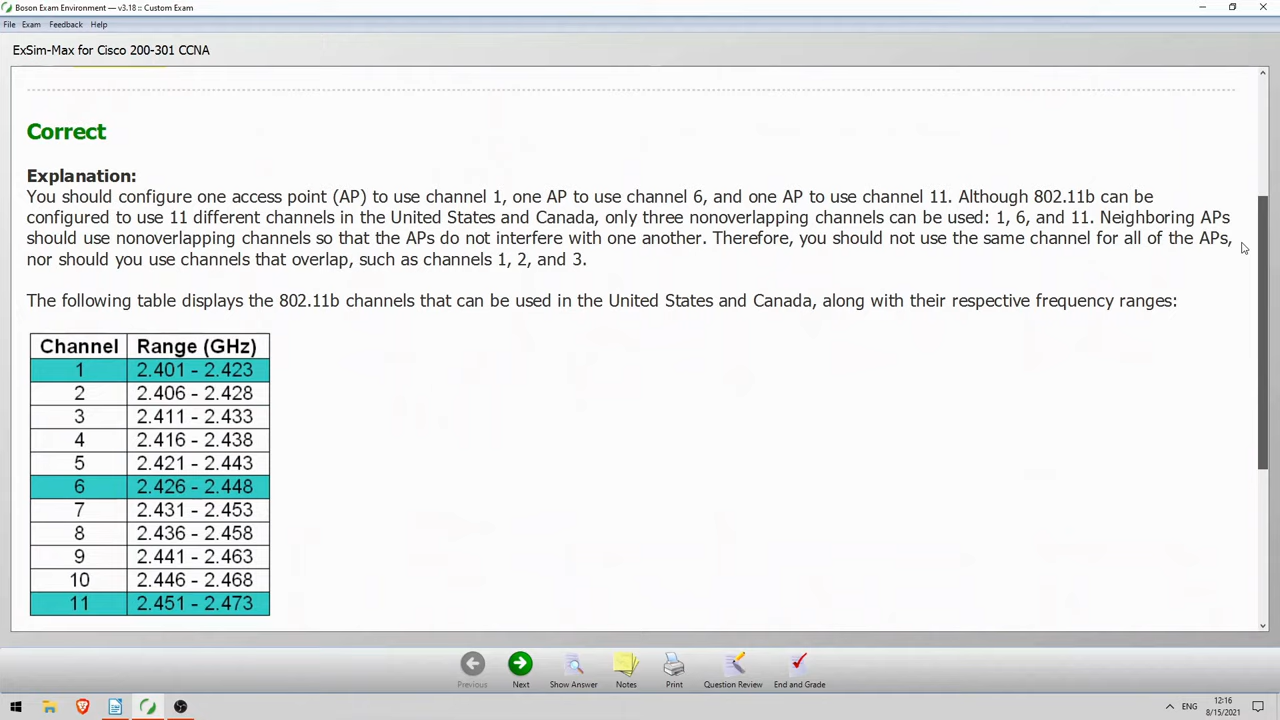 Boson Exam Environment — v3.18 :: Custom Exam
File Exam Feedback Help
ExSim-Max for Cisco 200-301 CCNA
Correct
Explanation:
You should configure one access point (AP) to use channel 1, one AP to use channel 6, and one AP to use channel 11. Although 802.11b can be
configured to use 11 different channels in the United States and Canada, only three nonoverlapping channels can be used: 1, 6, and 11. Neighboring APs
should use nonoverlapping channels so that the APs do not interfere with one another. Therefore, you should not use the same channel for all of the APs,
nor should you use channels that overlap, such as channels 1, 2, and 3.
The following table displays the 802.11b channels that can be used in the United States and Canada, along with their respective frequency ranges:
Channel Range (GHz)
1 2.401 - 2.423
2 2.406 - 2.428
3 2.411 - 2.433
4 2.416 - 2.438
5 2.421 - 2.443
6 2.426 - 2.448
7 2.431 - 2.453
8 2.436 - 2.458
9 2.441 - 2.463
10 2.446 - 2.468
11 2.451 - 2.473
Previous Next Show Answer Notes Print Question Review End and Grade
ENG
12:16
8/15/2021